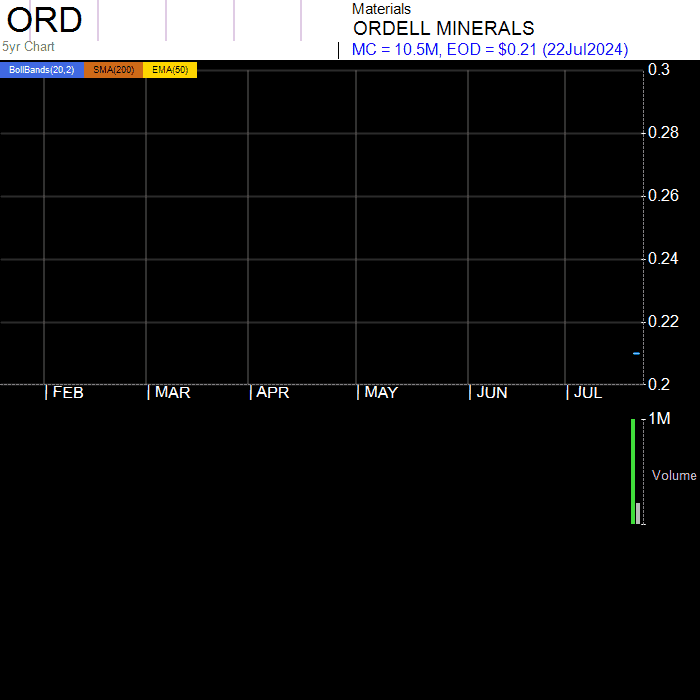 ORD
5yr Chart
Materials
ORDELL MINERALS
MC = 10.5M, EOD = $0.21 (22Jul2024)
BollBands(20,2) SMA(200) EMA(50)
0.3
0.28
0.26
0.24
0.22
0.2
FEB MAR APR MAY JUN JUL
1M
Volume